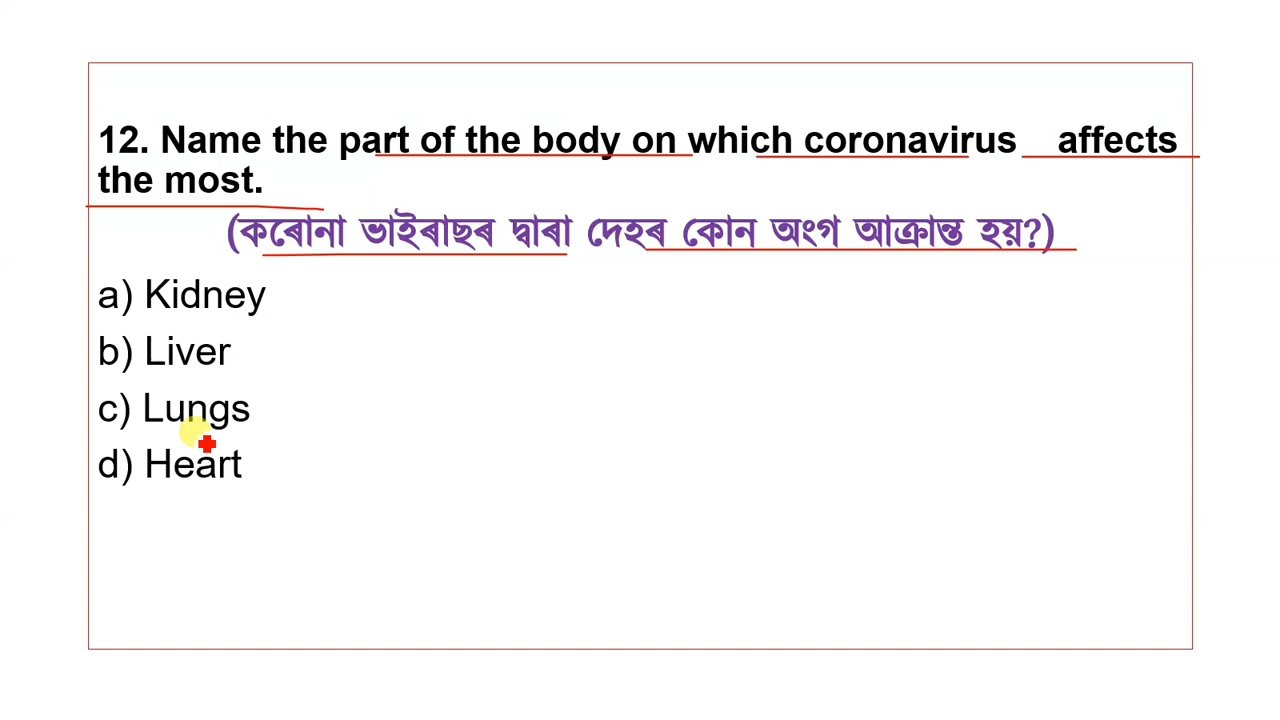 12. Name the part of the body on which coronavirus affects
the most.
(কৰোনা ভাইৰাছৰ দ্বাৰা দেহৰ কোন অংগ আক্ৰান্ত হয়?)
a) Kidney
b) Liver
c) Lungs
d) Heart